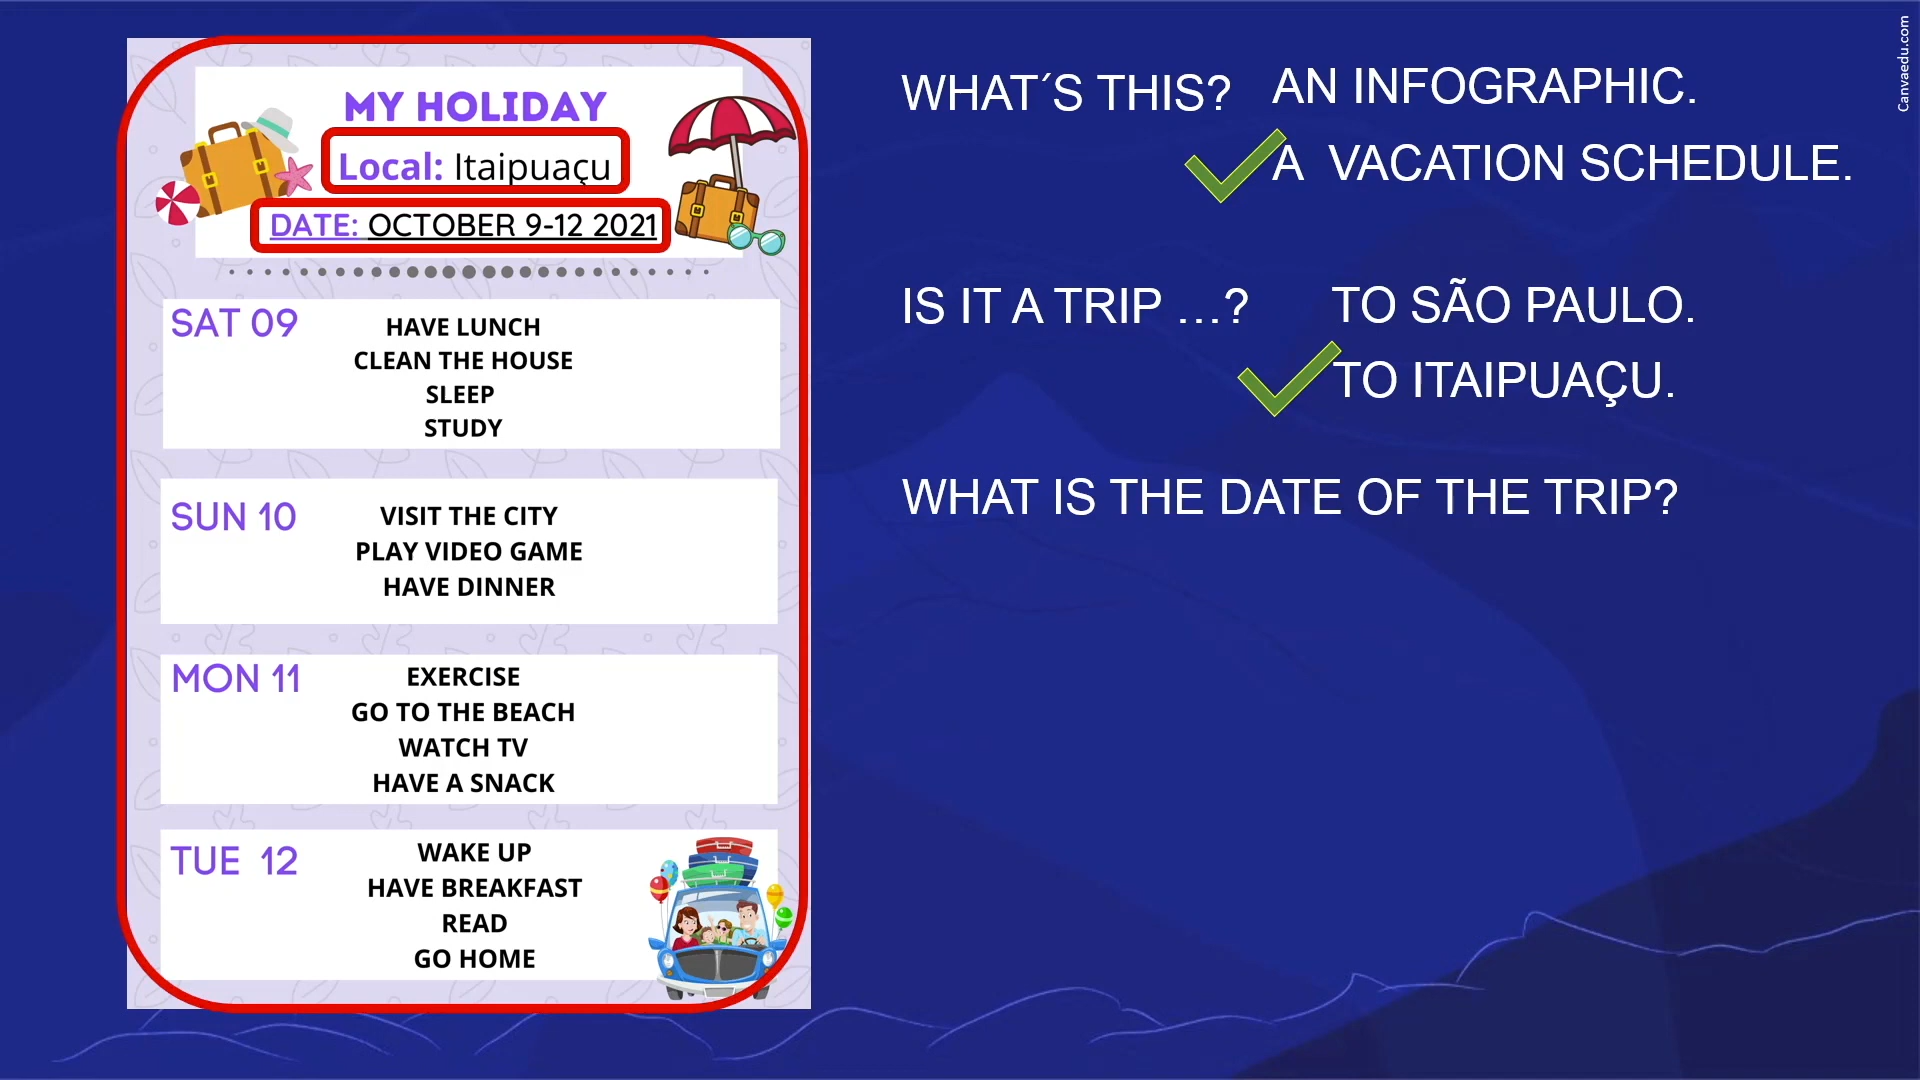 MY HOLIDAY
Local: Itaipuaçu
DATE: OCTOBER 9-12 2021
SAT 09
HAVE LUNCH
CLEAN THE HOUSE
SLEEP
STUDY
SUN 10
VISIT THE CITY
PLAY VIDEO GAME
HAVE DINNER
MON 11
EXERCISE
GO TO THE BEACH
WATCH TV
HAVE A SNACK
TUE 12
WAKE UP
HAVE BREAKFAST
READ
GO HOME
WHAT´S THIS?
AN INFOGRAPHIC.
A VACATION SCHEDULE.
IS IT A TRIP …?
TO SÃO PAULO.
TO ITAIPUAÇU.
WHAT IS THE DATE OF THE TRIP?
Canvaedu.com